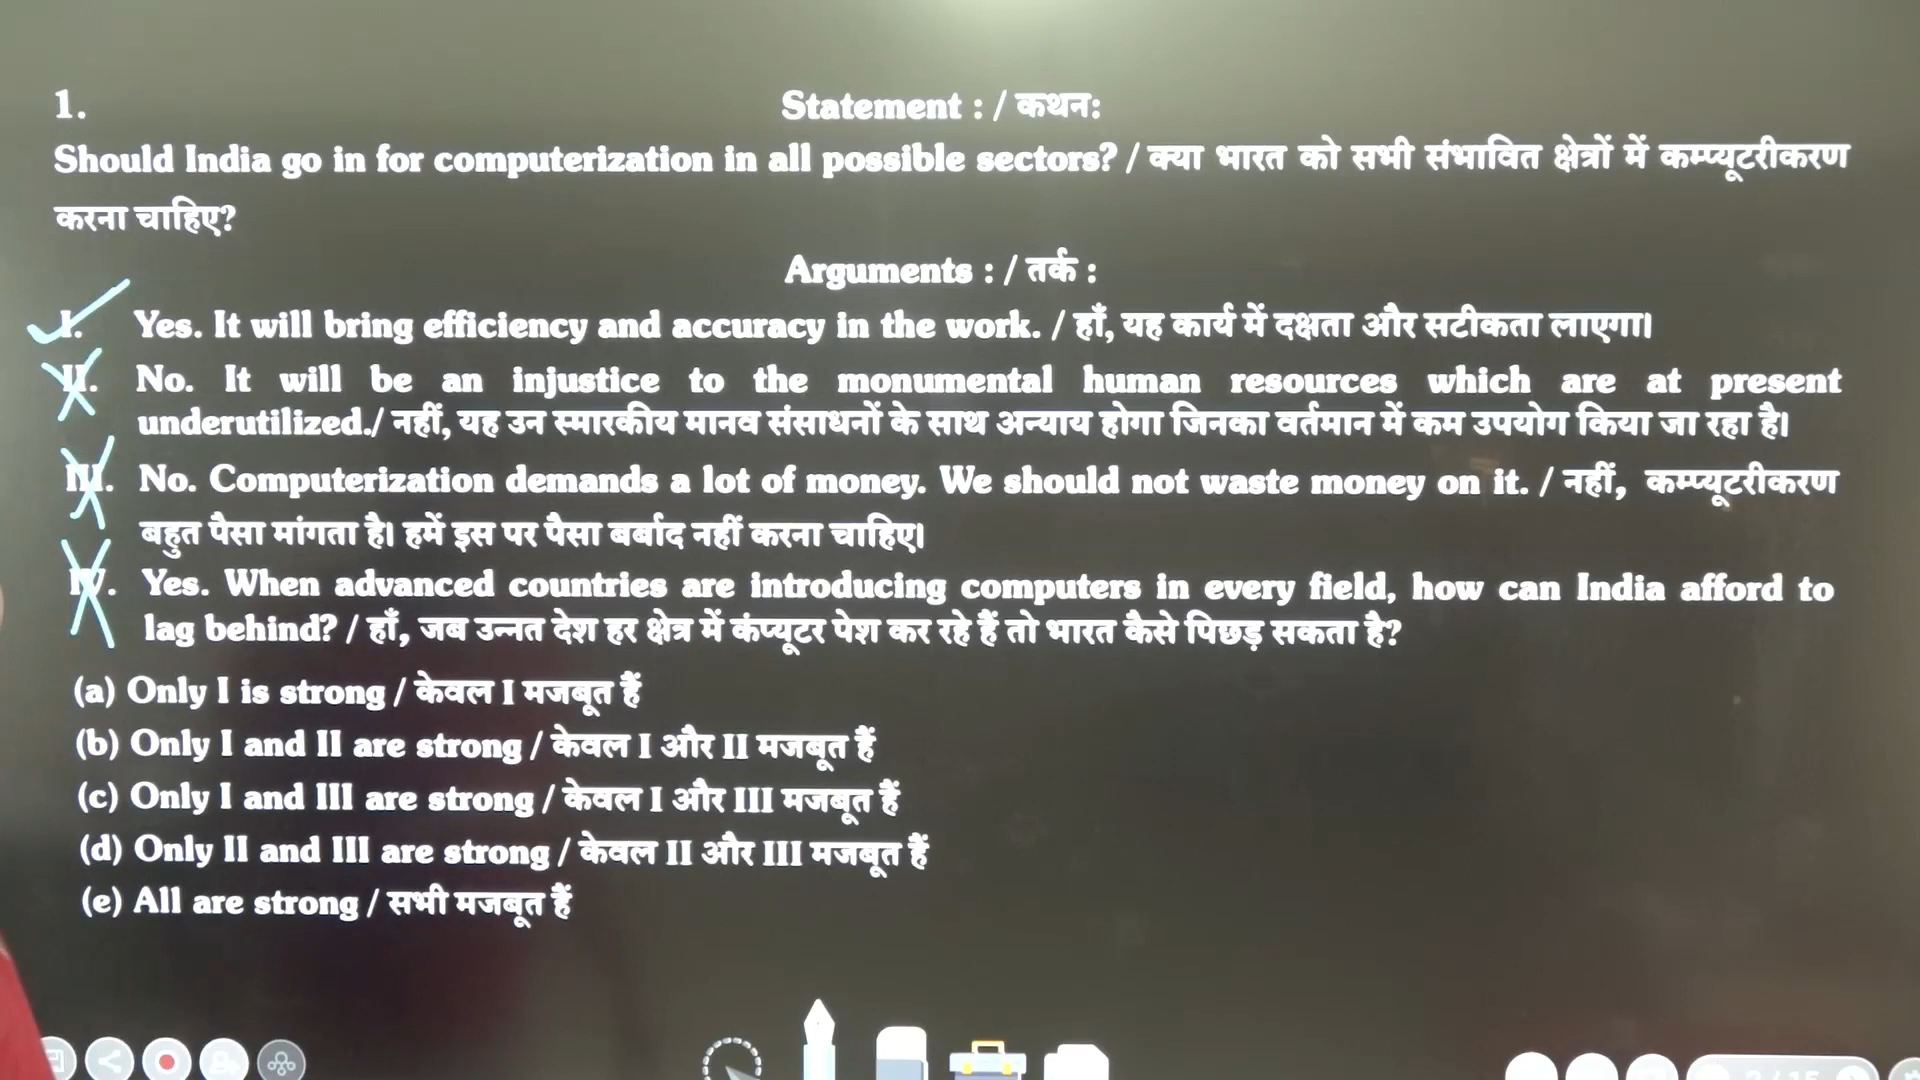 1.
Statement : / कथन:
Should India go in for computerization in all possible sectors? / क्या भारत को सभी संभावित क्षेत्रों में कम्प्यूटरीकरण
करना चाहिए?
Arguments : / तर्क :
I. Yes. It will bring efficiency and accuracy in the work. / हाँ, यह कार्य में दक्षता और सटीकता लाएगा।
II. No. It will be an injustice to the monumental human resources which are at present
underutilized./ नहीं, यह उन स्मारकीय मानव संसाधनों के साथ अन्याय होगा जिनका वर्तमान में कम उपयोग किया जा रहा है।
III. No. Computerization demands a lot of money. We should not waste money on it. / नहीं, कम्प्यूटरीकरण
बहुत पैसा मांगता है। हमें इस पर पैसा बर्बाद नहीं करना चाहिए।
IV. Yes. When advanced countries are introducing computers in every field, how can India afford to
lag behind? / हाँ, जब उन्नत देश हर क्षेत्र में कंप्यूटर पेश कर रहे हैं तो भारत कैसे पिछड़ सकता है?
(a) Only I is strong / केवल I मजबूत हैं
(b) Only I and II are strong / केवल I और II मजबूत हैं
(c) Only I and III are strong / केवल I और III मजबूत हैं
(d) Only II and III are strong / केवल II और III मजबूत हैं
(e) All are strong / सभी मजबूत हैं